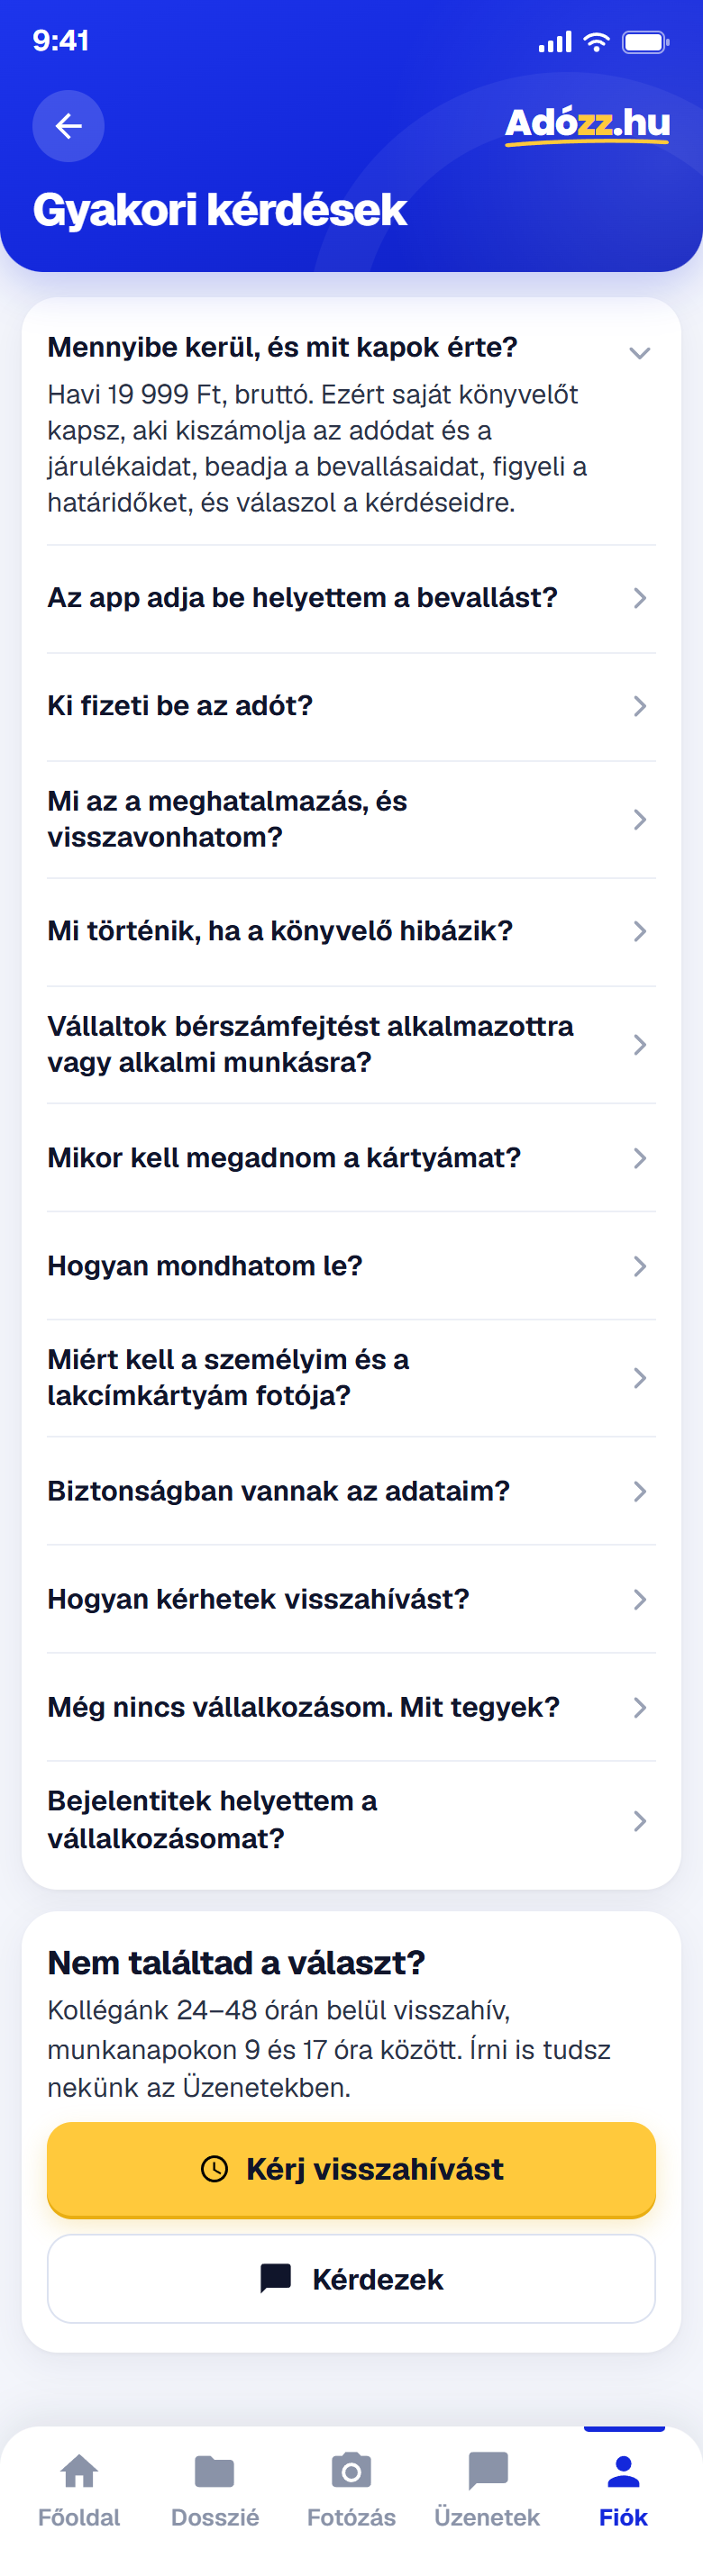 9:41
Adózz.hu
Gyakori kérdések
Mennyibe kerül, és mit kapok érte?
Havi 19 999 Ft, bruttó. Ezért saját könyvelőt
kapsz, aki kiszámolja az adódat és a
járulékaidat, beadja a bevallásaidat, figyeli a
határidőket, és válaszol a kérdéseidre.
Az app adja be helyettem a bevallást?
Ki fizeti be az adót?
Mi az a meghatalmazás, és
visszavonhatom?
Mi történik, ha a könyvelő hibázik?
Vállaltok bérszámfejtést alkalmazottra
vagy alkalmi munkásra?
Mikor kell megadnom a kártyámat?
Hogyan mondhatom le?
Miért kell a személyim és a
lakcímkártyám fotója?
Biztonságban vannak az adataim?
Hogyan kérhetek visszahívást?
Még nincs vállalkozásom. Mit tegyek?
Bejelentitek helyettem a
vállalkozásomat?
Nem találtad a választ?
Kollégánk 24–48 órán belül visszahív,
munkanapokon 9 és 17 óra között. Írni is tudsz
nekünk az Üzenetekben.
Kérj visszahívást
Kérdezek
Főoldal
Dosszié
Fotózás
Üzenetek
Fiók